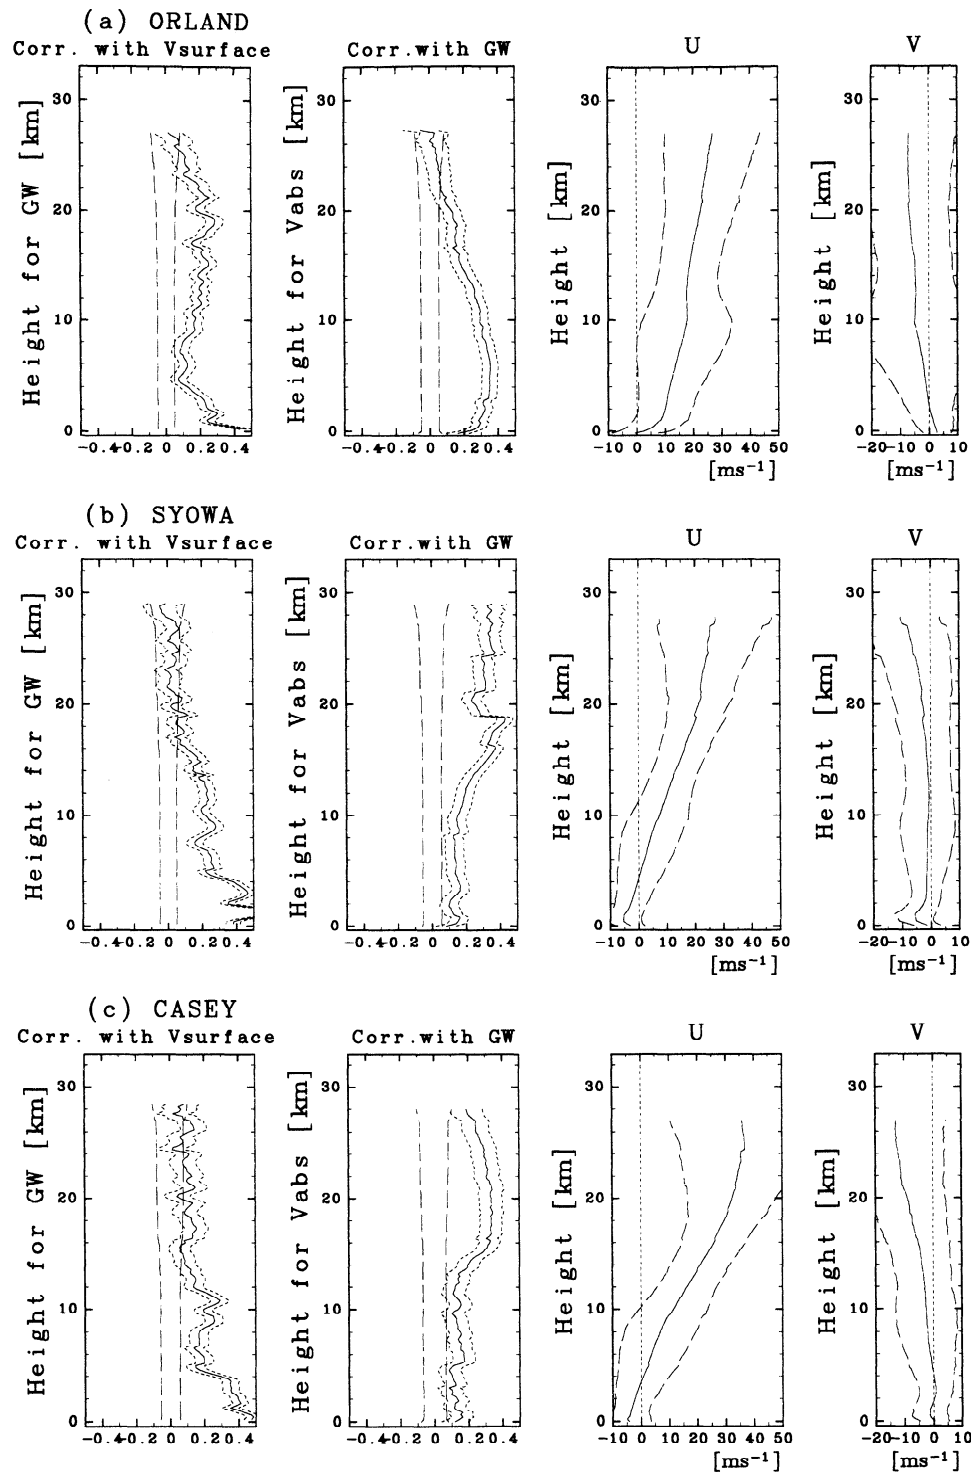 (a) ORLAND
Corr. with Vsurface
Corr.with GW
U
V
Height for GW [km]
30
20
10
0
-0.4-0.2 0 0.2 0.4
Height for Vabs [km]
30
20
10
0
-0.4-0.2 0 0.2 0.4
Height [km]
30
20
10
0
-10 0 10 20 30 40 50
[ms⁻¹]
Height [km]
30
20
10
0
-20-10 0 10
[ms⁻¹]
(b) SYOWA
Corr. with Vsurface
Corr.with GW
U
V
Height for GW [km]
30
20
10
0
-0.4-0.2 0 0.2 0.4
Height for Vabs [km]
30
20
10
0
-0.4-0.2 0 0.2 0.4
Height [km]
30
20
10
0
-10 0 10 20 30 40 50
[ms⁻¹]
Height [km]
30
20
10
0
-20-10 0 10
[ms⁻¹]
(c) CASEY
Corr. with Vsurface
Corr.with GW
U
V
Height for GW [km]
30
20
10
0
-0.4-0.2 0 0.2 0.4
Height for Vabs [km]
30
20
10
0
-0.4-0.2 0 0.2 0.4
Height [km]
30
20
10
0
-10 0 10 20 30 40 50
[ms⁻¹]
Height [km]
30
20
10
0
-20-10 0 10
[ms⁻¹]